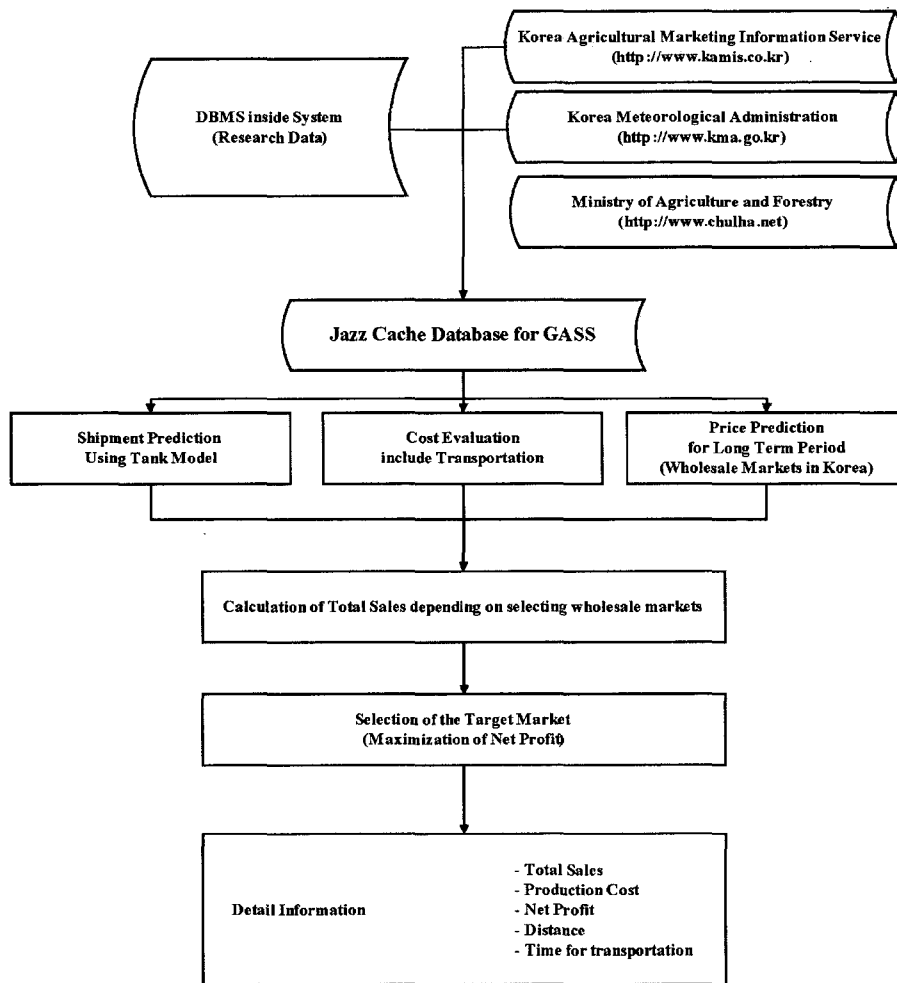 Korea Agricultural Marketing Information Service
(http://www.kamis.co.kr)
DBMS inside System
(Research Data)
Korea Meteorological Administration
(http://www.kma.go.kr)
Ministry of Agriculture and Forestry
(http://www.chulha.net)
Jazz Cache Database for GASS
Shipment Prediction
Using Tank Model
Cost Evaluation
include Transportation
Price Prediction
for Long Term Period
(Wholesale Markets in Korea)
Calculation of Total Sales depending on selecting wholesale markets
Selection of the Target Market
(Maximization of Net Profit)
Detail Information
- Total Sales
- Production Cost
- Net Profit
- Distance
- Time for transportation